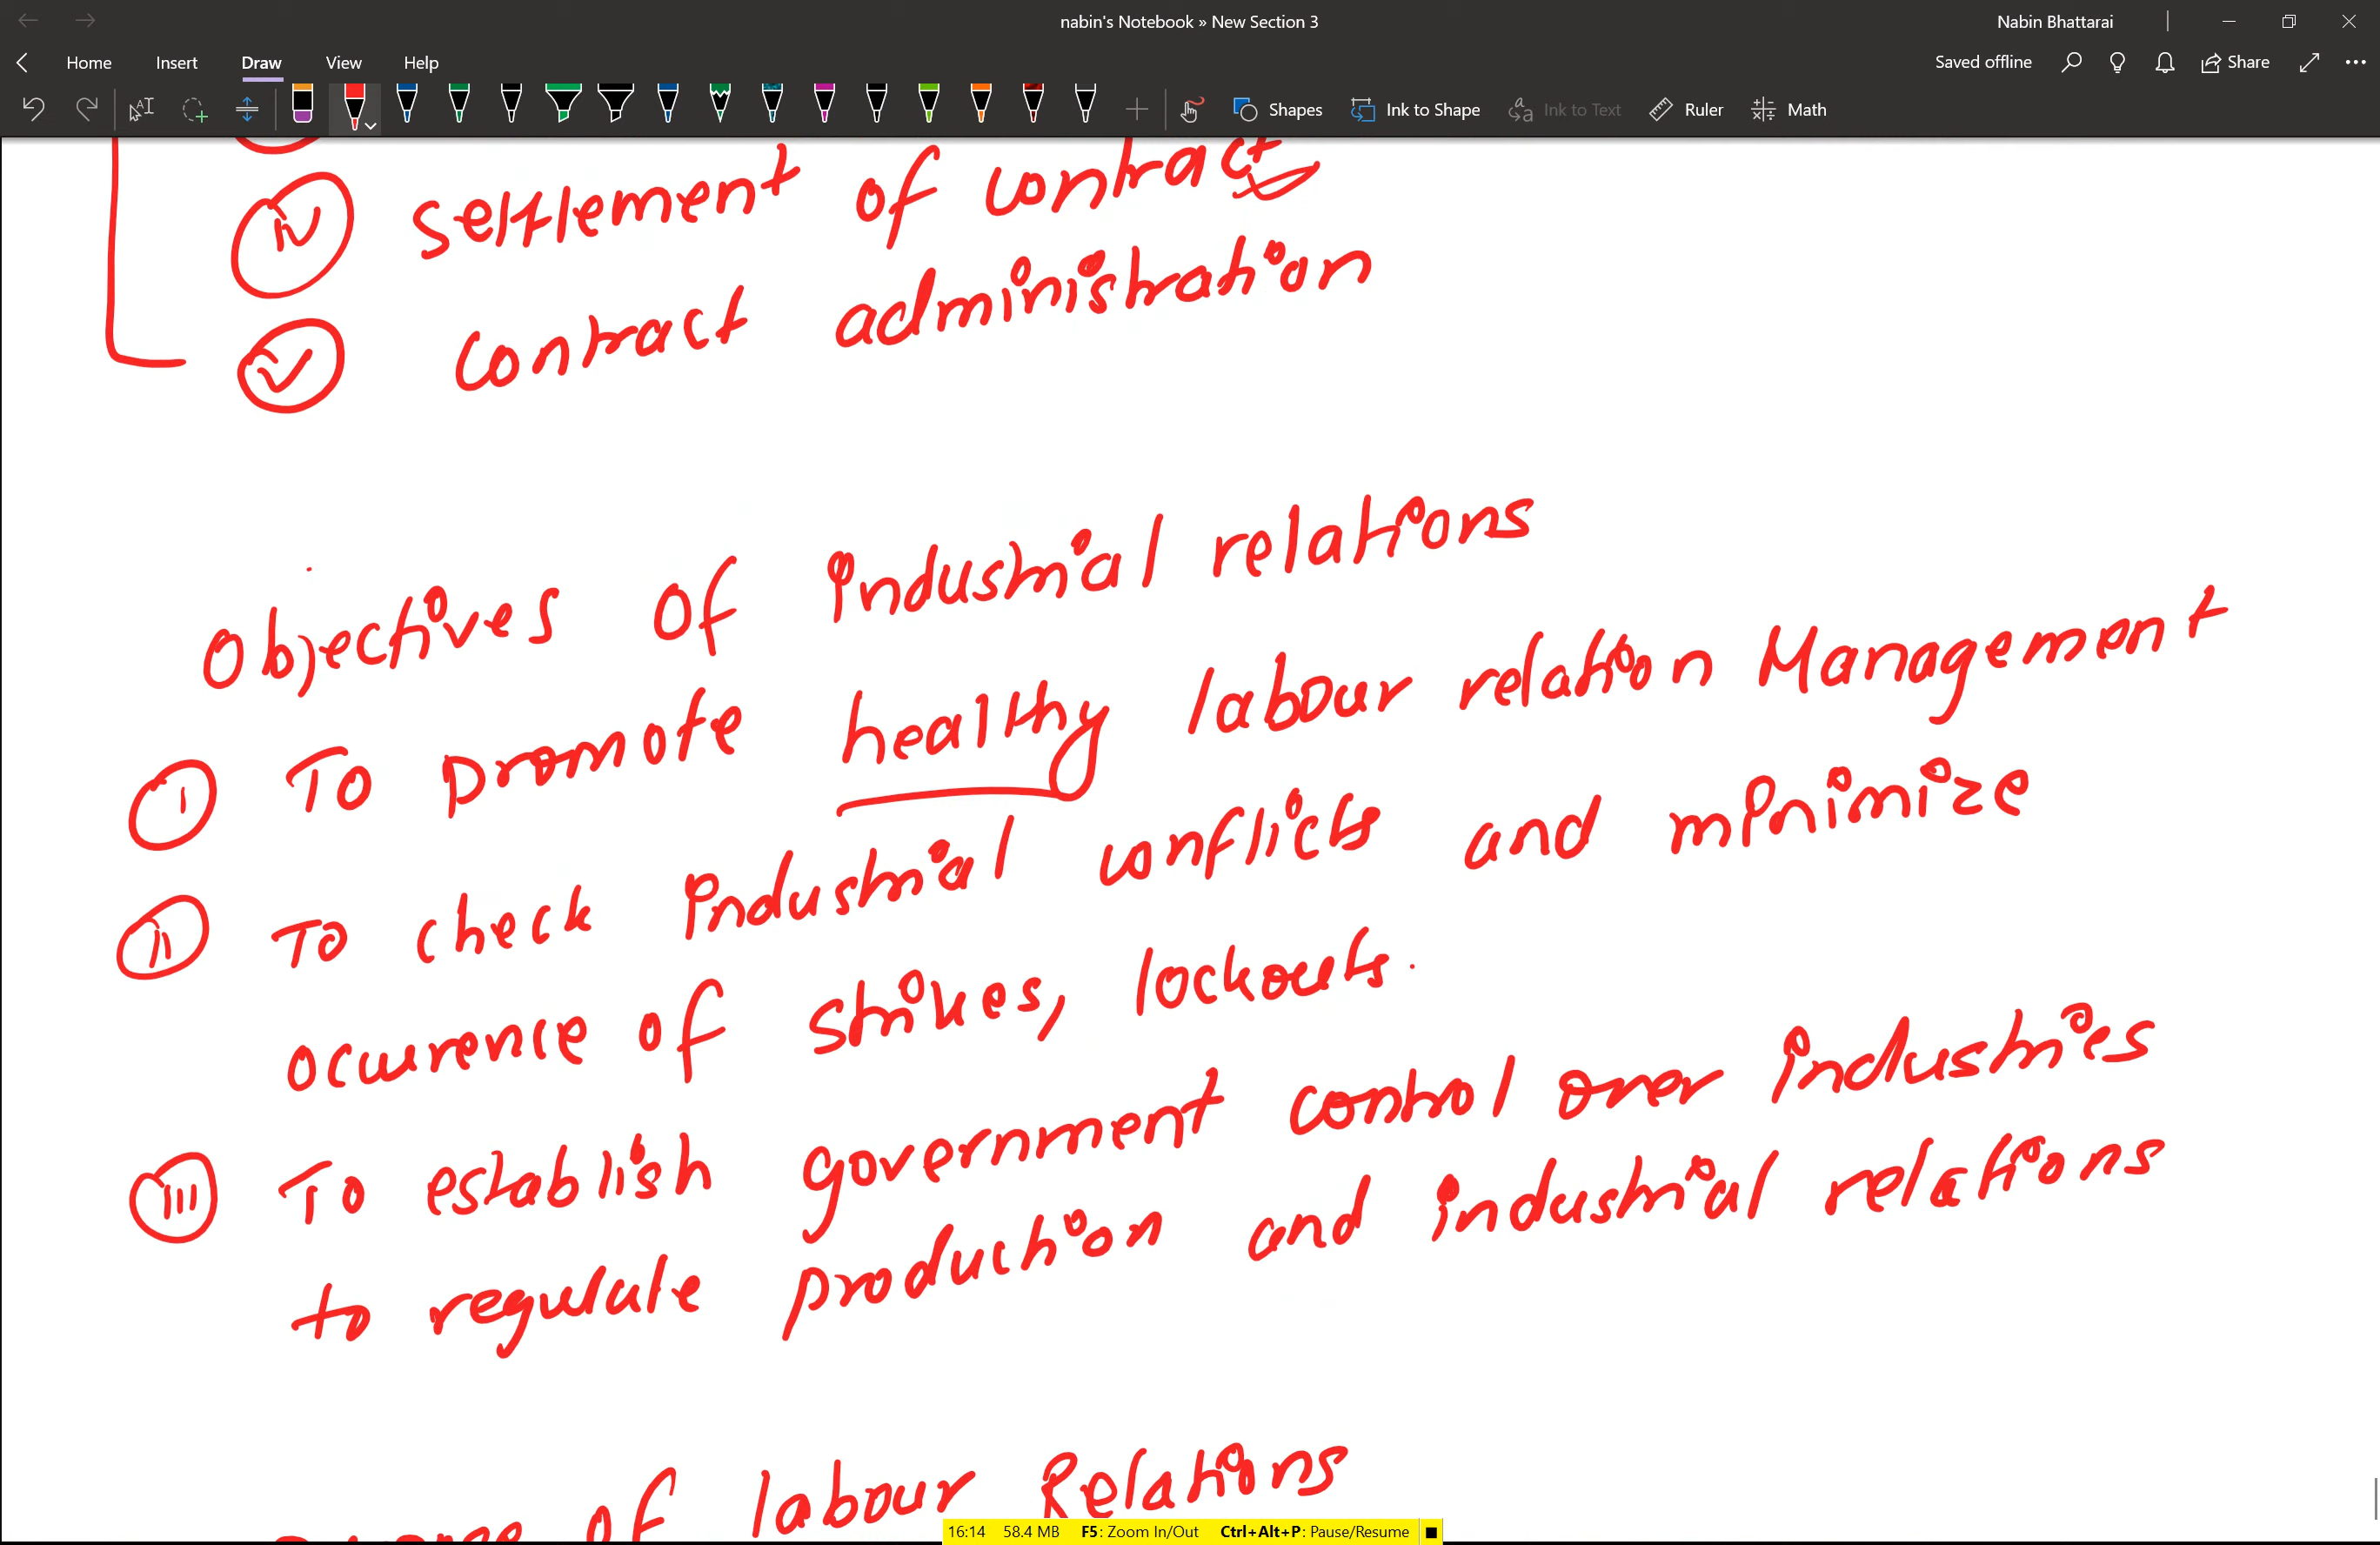 nabin's Notebook » New Section 3
Nabin Bhattarai
Home Insert Draw View Help
Saved offline Share
Shapes Ink to Shape Ink to Text Ruler Math
iv settlement of contract
v contract administration
Objectives of industrial relations
i To promote healthy labour relation Management
ii To check industrial conflicts and minimize
ocurrence of strikes, lockouts.
iii To establish government control over industries
to regulate production and industrial relations
of labour Relations
16:14 58.4 MB F5: Zoom In/Out Ctrl+Alt+P: Pause/Resume